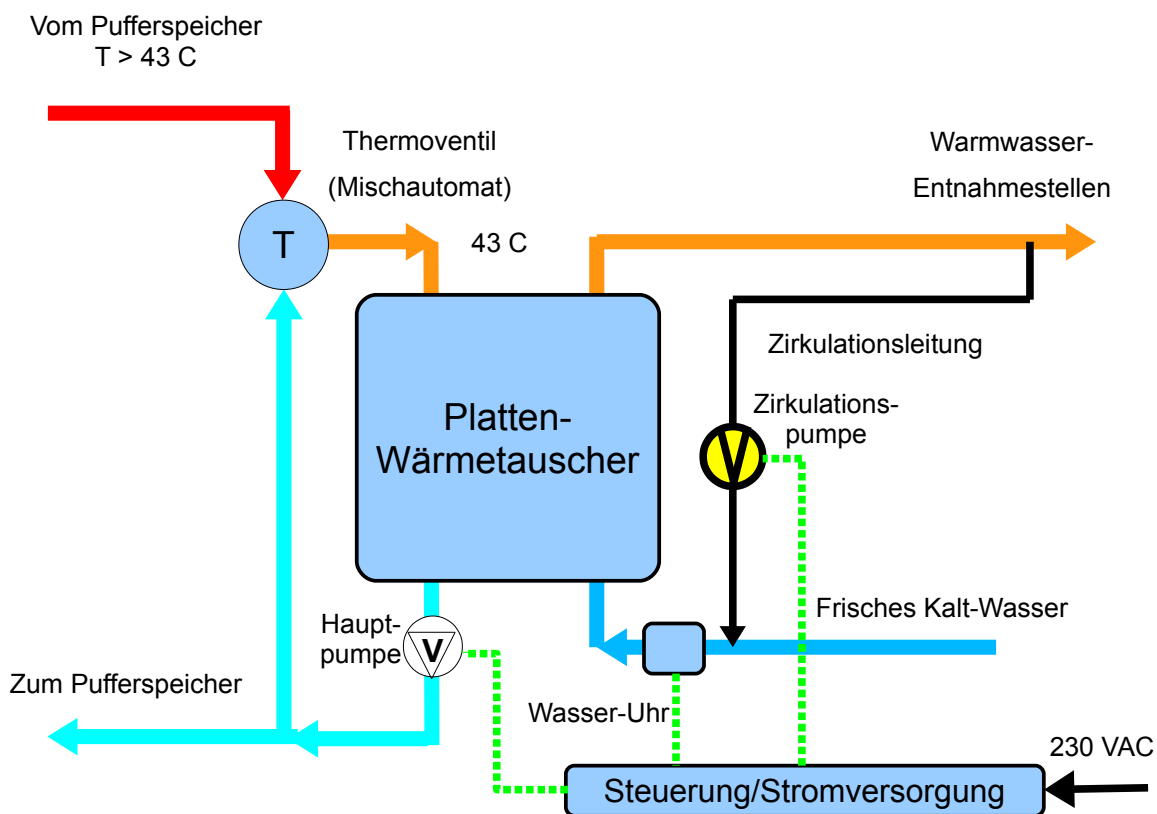 Vom Pufferspeicher
T > 43 C
Thermoventil
(Mischautomat)
Warmwasser-
Entnahmestellen
T
43 C
Zirkulationsleitung
Platten-
Wärmetauscher
Zirkulations-
pumpe
V
Frisches Kalt-Wasser
Haupt-
pumpe
V
Zum Pufferspeicher
Wasser-Uhr
230 VAC
Steuerung/Stromversorgung